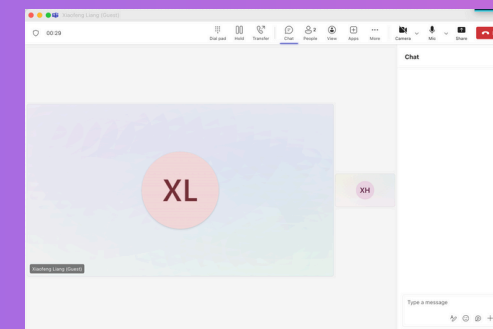 Xiaofeng Liang (Guest)
00:29
Dial pad Hold Transfer Chat People 2 View Apps More Camera Mic Share
Chat
XL
XH
Xiaofeng Liang (Guest)
Type a message